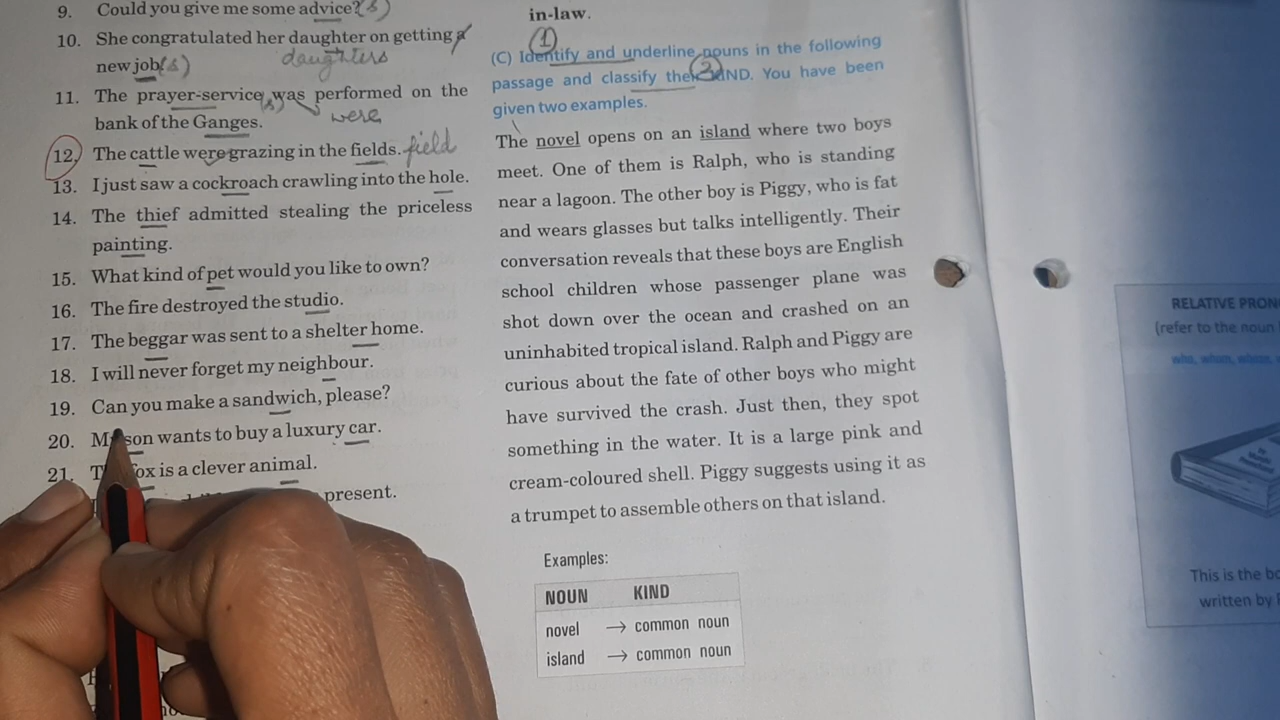 9. Could you give me some advice?(s)
10. She congratulated her daughter on getting a
daughters
new job(s)
11. The prayer-service(s) was performed on the
were
bank of the Ganges.
12. The cattle were grazing in the fields. field
13. I just saw a cockroach crawling into the hole.
14. The thief admitted stealing the priceless
painting.
15. What kind of pet would you like to own?
16. The fire destroyed the studio.
17. The beggar was sent to a shelter home.
18. I will never forget my neighbour.
19. Can you make a sandwich, please?
20. My son wants to buy a luxury car.
21. The fox is a clever animal.
present.
in-law.
1
(C) Identify and underline nouns in the following
2
passage and classify their KIND. You have been
given two examples.
The novel opens on an island where two boys
meet. One of them is Ralph, who is standing
near a lagoon. The other boy is Piggy, who is fat
and wears glasses but talks intelligently. Their
conversation reveals that these boys are English
school children whose passenger plane was
shot down over the ocean and crashed on an
uninhabited tropical island. Ralph and Piggy are
curious about the fate of other boys who might
have survived the crash. Just then, they spot
something in the water. It is a large pink and
cream-coloured shell. Piggy suggests using it as
a trumpet to assemble others on that island.
Examples:
NOUN KIND
novel → common noun
island → common noun
RELATIVE PRON
(refer to the noun
who, whom, whose,
This is the bo
written by